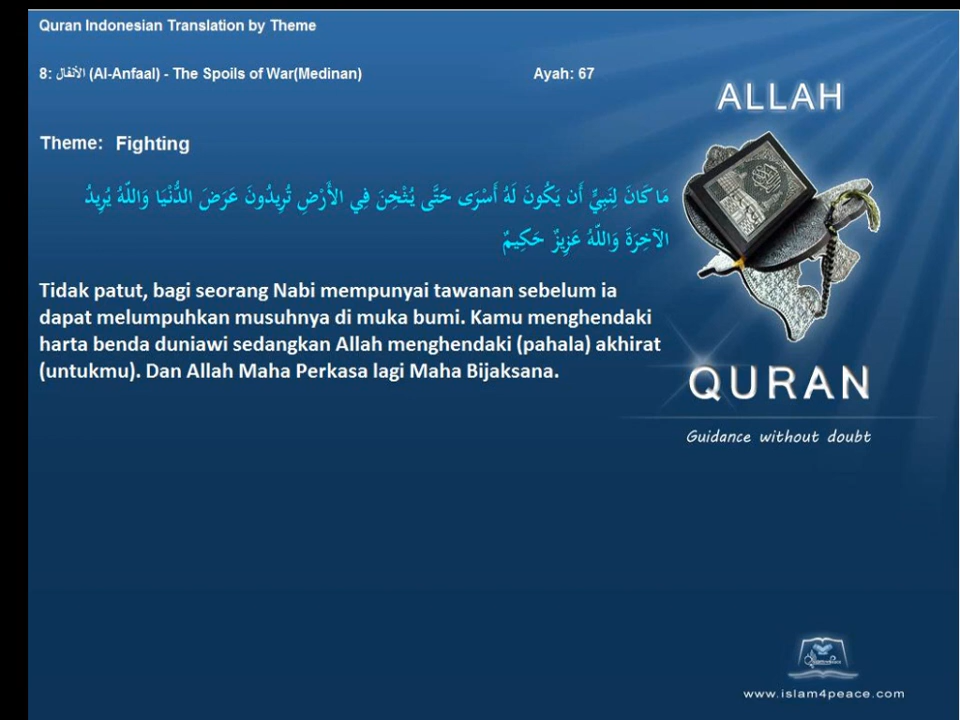 Quran Indonesian Translation by Theme
8: الأنفال (Al-Anfaal) - The Spoils of War(Medinan) Ayah: 67
Theme: Fighting
مَا كَانَ لِنَبِيٍّ أَن يَكُونَ لَهُ أَسْرَى حَتَّى يُثْخِنَ فِي الأَرْضِ تُرِيدُونَ عَرَضَ الدُّنْيَا وَاللّهُ يُرِيدُ
الآخِرَةَ وَاللّهُ عَزِيزٌ حَكِيمٌ
Tidak patut, bagi seorang Nabi mempunyai tawanan sebelum ia
dapat melumpuhkan musuhnya di muka bumi. Kamu menghendaki
harta benda duniawi sedangkan Allah menghendaki (pahala) akhirat
(untukmu). Dan Allah Maha Perkasa lagi Maha Bijaksana.
ALLAH
QURAN
Guidance without doubt
www.islam4peace.com